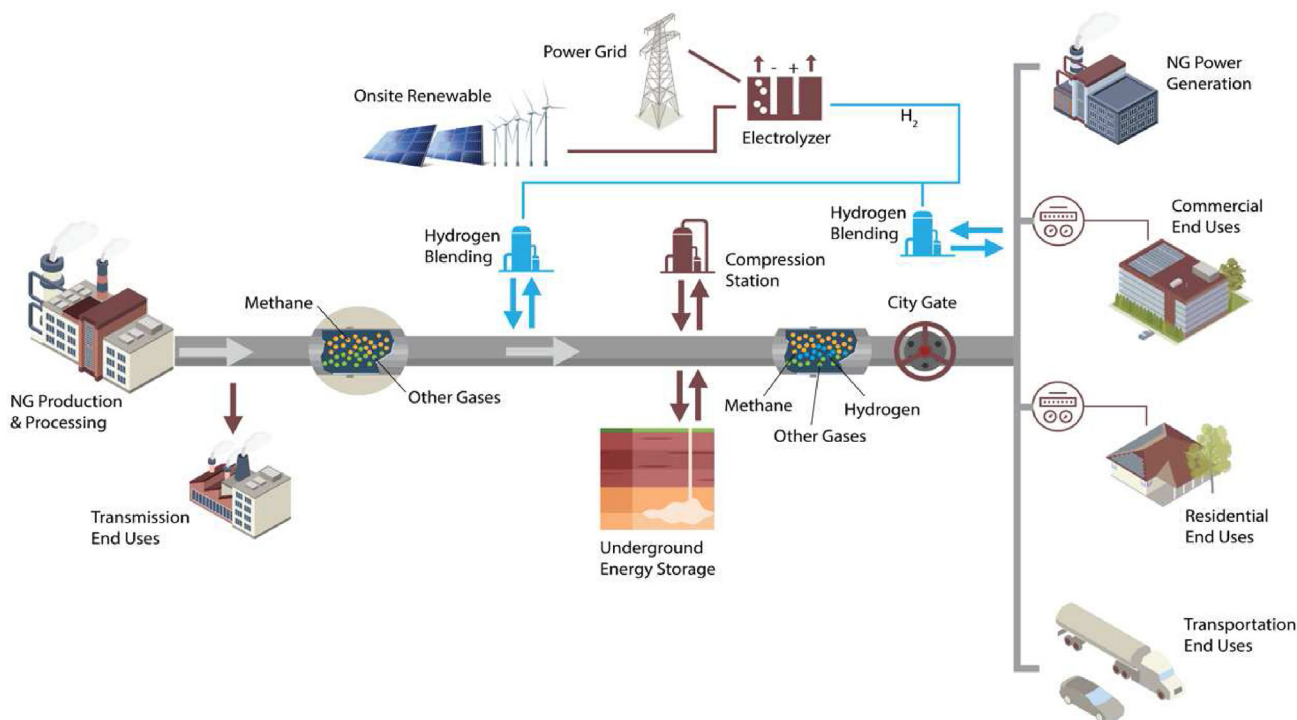 Power Grid
- +
NG Power
Generation
Onsite Renewable
H2
Electrolyzer
Hydrogen
Blending
Compression
Station
Hydrogen
Blending
Commercial
End Uses
Methane
City Gate
Other Gases
Methane
Hydrogen
Other Gases
NG Production
& Processing
Transmission
End Uses
Underground
Energy Storage
Residential
End Uses
Transportation
End Uses